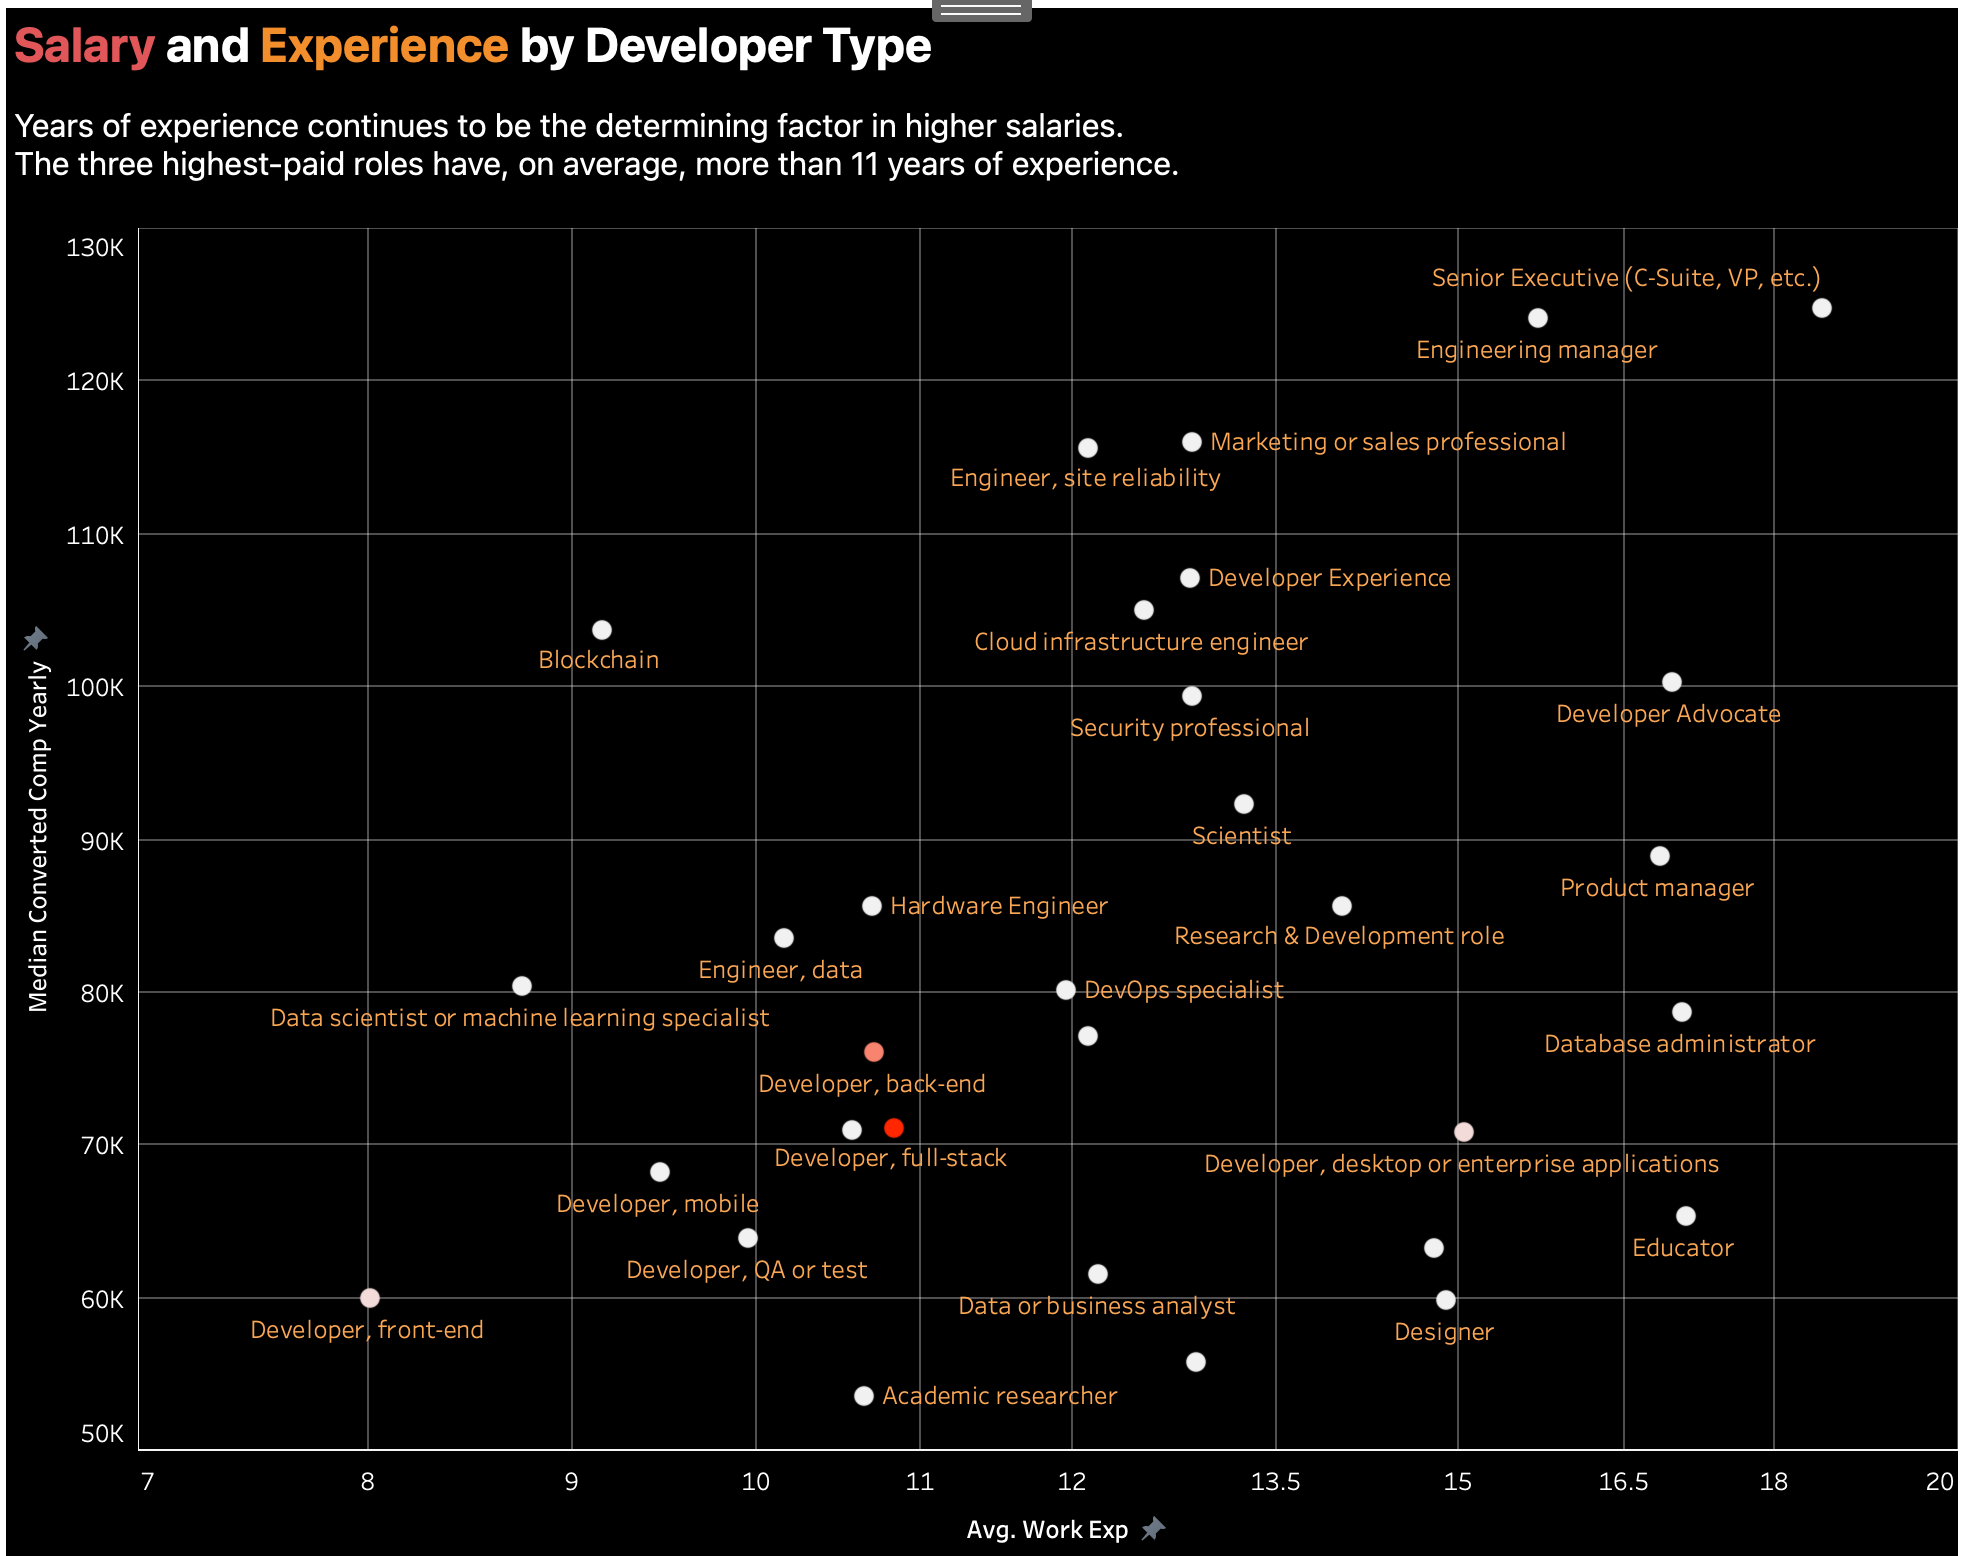 Salary and Experience by Developer Type
Years of experience continues to be the determining factor in higher salaries.
The three highest-paid roles have, on average, more than 11 years of experience.
130K
Senior Executive (C-Suite, VP, etc.)
Engineering manager
120K
Marketing or sales professional
Engineer, site reliability
110K
Developer Experience
Cloud infrastructure engineer
Blockchain
100K
Developer Advocate
Security professional
Scientist
90K
Product manager
Hardware Engineer
Research & Development role
Engineer, data
80K
DevOps specialist
Data scientist or machine learning specialist
Database administrator
Developer, back-end
70K
Developer, full-stack
Developer, desktop or enterprise applications
Developer, mobile
Educator
Developer, QA or test
60K
Data or business analyst
Developer, front-end
Designer
Academic researcher
50K
Median Converted Comp Yearly
7 8 9 10 11 12 13.5 15 16.5 18 20
Avg. Work Exp